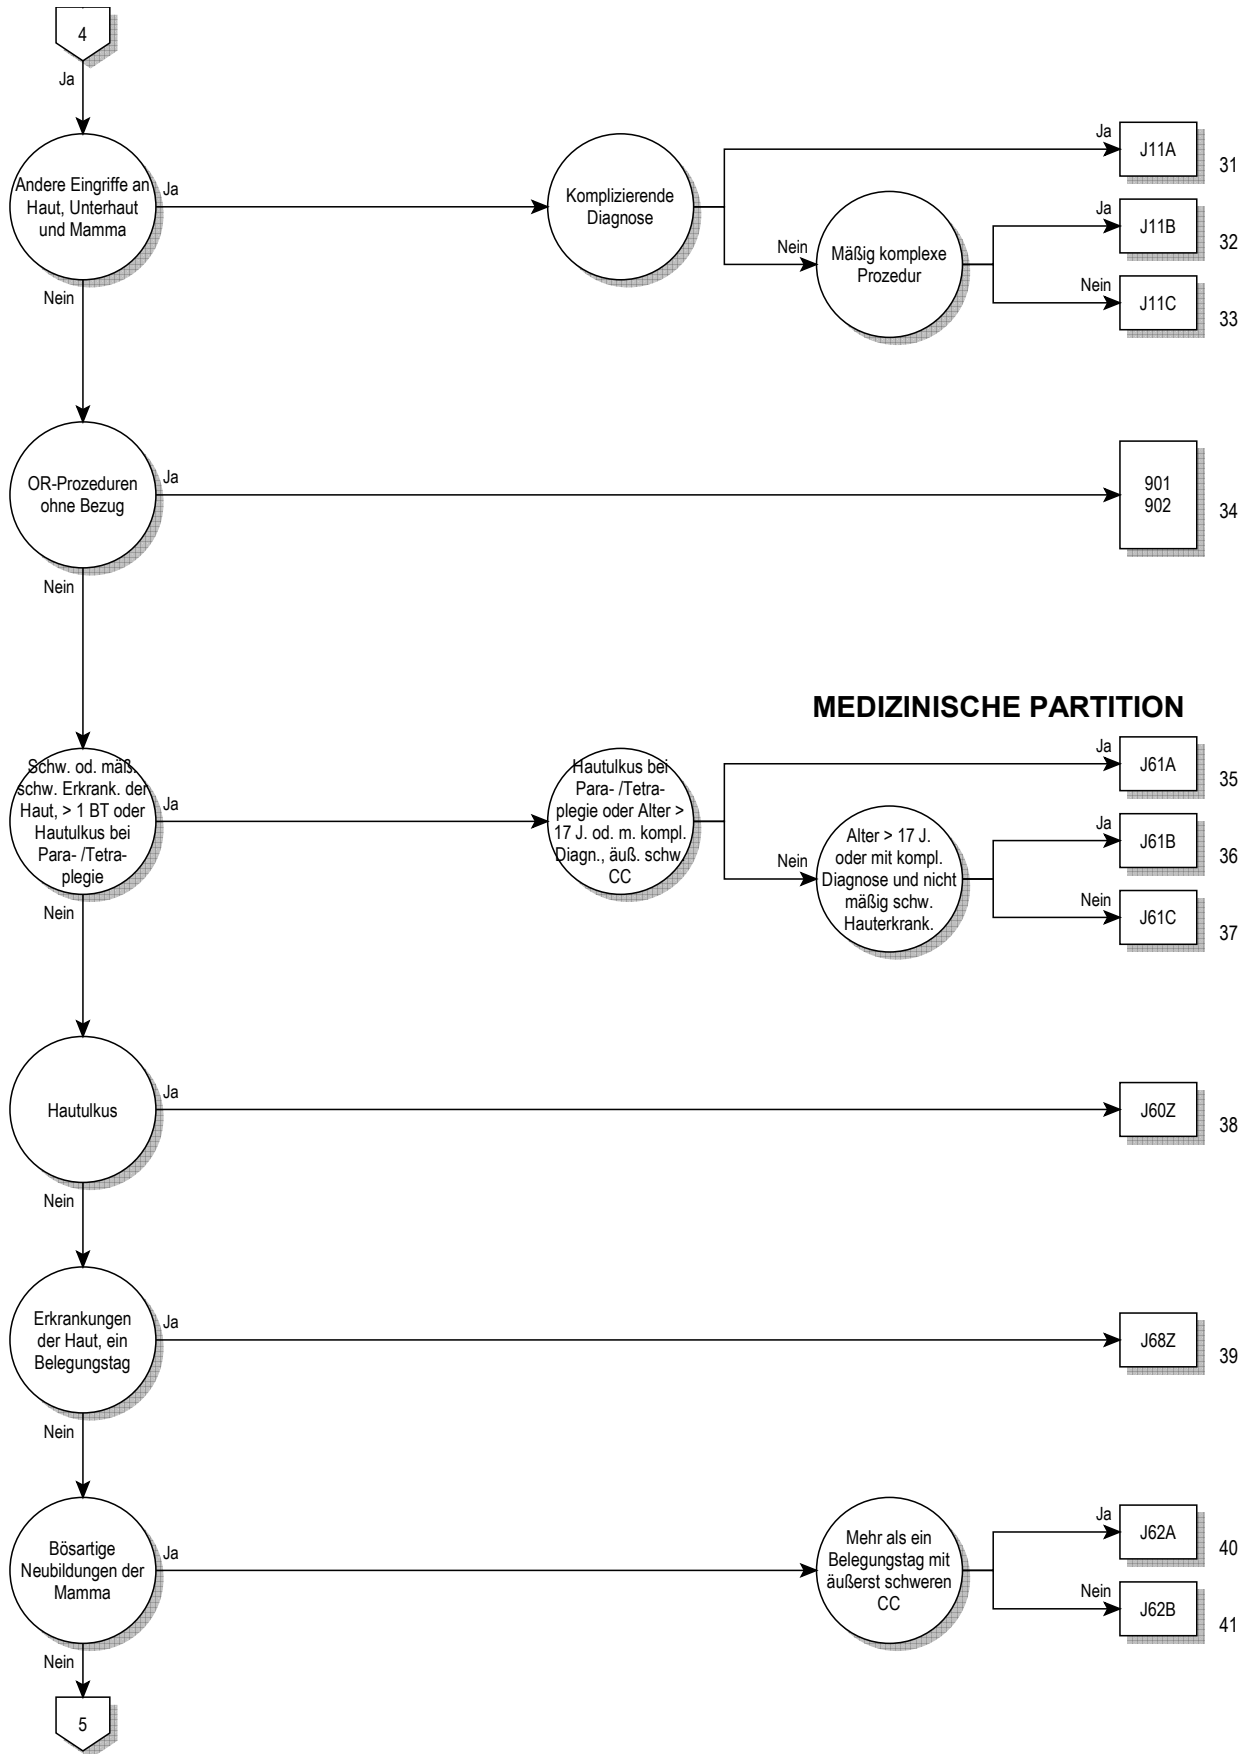 4
Ja
Andere Eingriffe an
Haut, Unterhaut
und Mamma
Ja
Komplizierende
Diagnose
Ja
J11A
31
Nein
Mäßig komplexe
Prozedur
Ja
J11B
32
Nein
J11C
33
Nein
OR-Prozeduren
ohne Bezug
Ja
901
902
34
Nein
MEDIZINISCHE PARTITION
Schw. od. mäß.
schw. Erkrank. der
Haut, > 1 BT oder
Hautulkus bei
Para- /Tetra-
plegie
Ja
Hautulkus bei
Para- /Tetra-
plegie oder Alter >
17 J. od. m. kompl.
Diagn., äuß. schw.
CC
Ja
J61A
35
Nein
Alter > 17 J.
oder mit kompl.
Diagnose und nicht
mäßig schw.
Hauterkrank.
Ja
J61B
36
Nein
J61C
37
Nein
Hautulkus
Ja
J60Z
38
Nein
Erkrankungen
der Haut, ein
Belegungstag
Ja
J68Z
39
Nein
Bösartige
Neubildungen der
Mamma
Ja
Mehr als ein
Belegungstag mit
äußerst schweren
CC
Ja
J62A
40
Nein
J62B
41
Nein
5